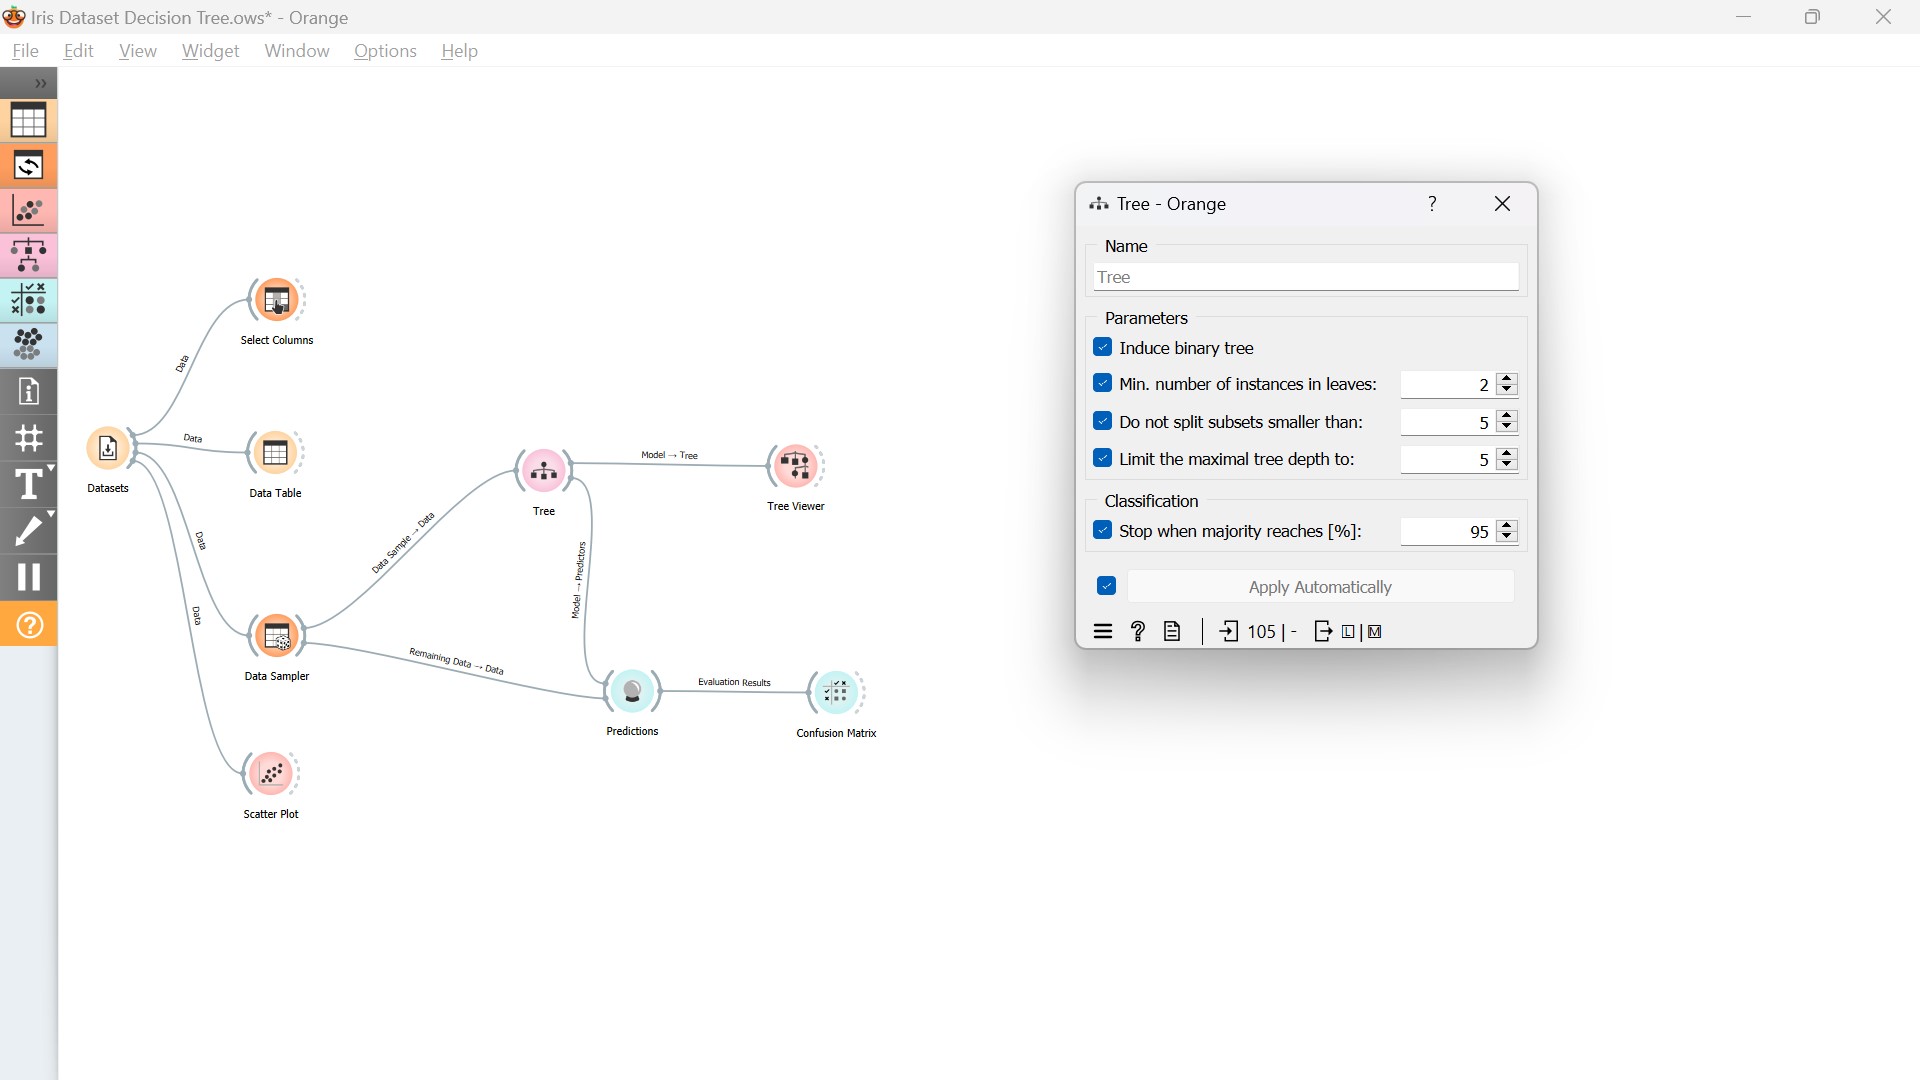 Iris Dataset Decision Tree.ows* - Orange
File Edit View Widget Window Options Help
Tree - Orange
Name
Tree
Parameters
Induce binary tree
Min. number of instances in leaves: 2
Do not split subsets smaller than: 5
Limit the maximal tree depth to: 5
Classification
Stop when majority reaches [%]: 95
Apply Automatically
105 | -
L | M
Select Columns
Data
Data
Datasets
Data Table
Data
Data
Data Sampler
Scatter Plot
Data Sample → Data
Remaining Data → Data
Tree
Model → Tree
Tree Viewer
Model → Predictors
Predictions
Evaluation Results
Confusion Matrix